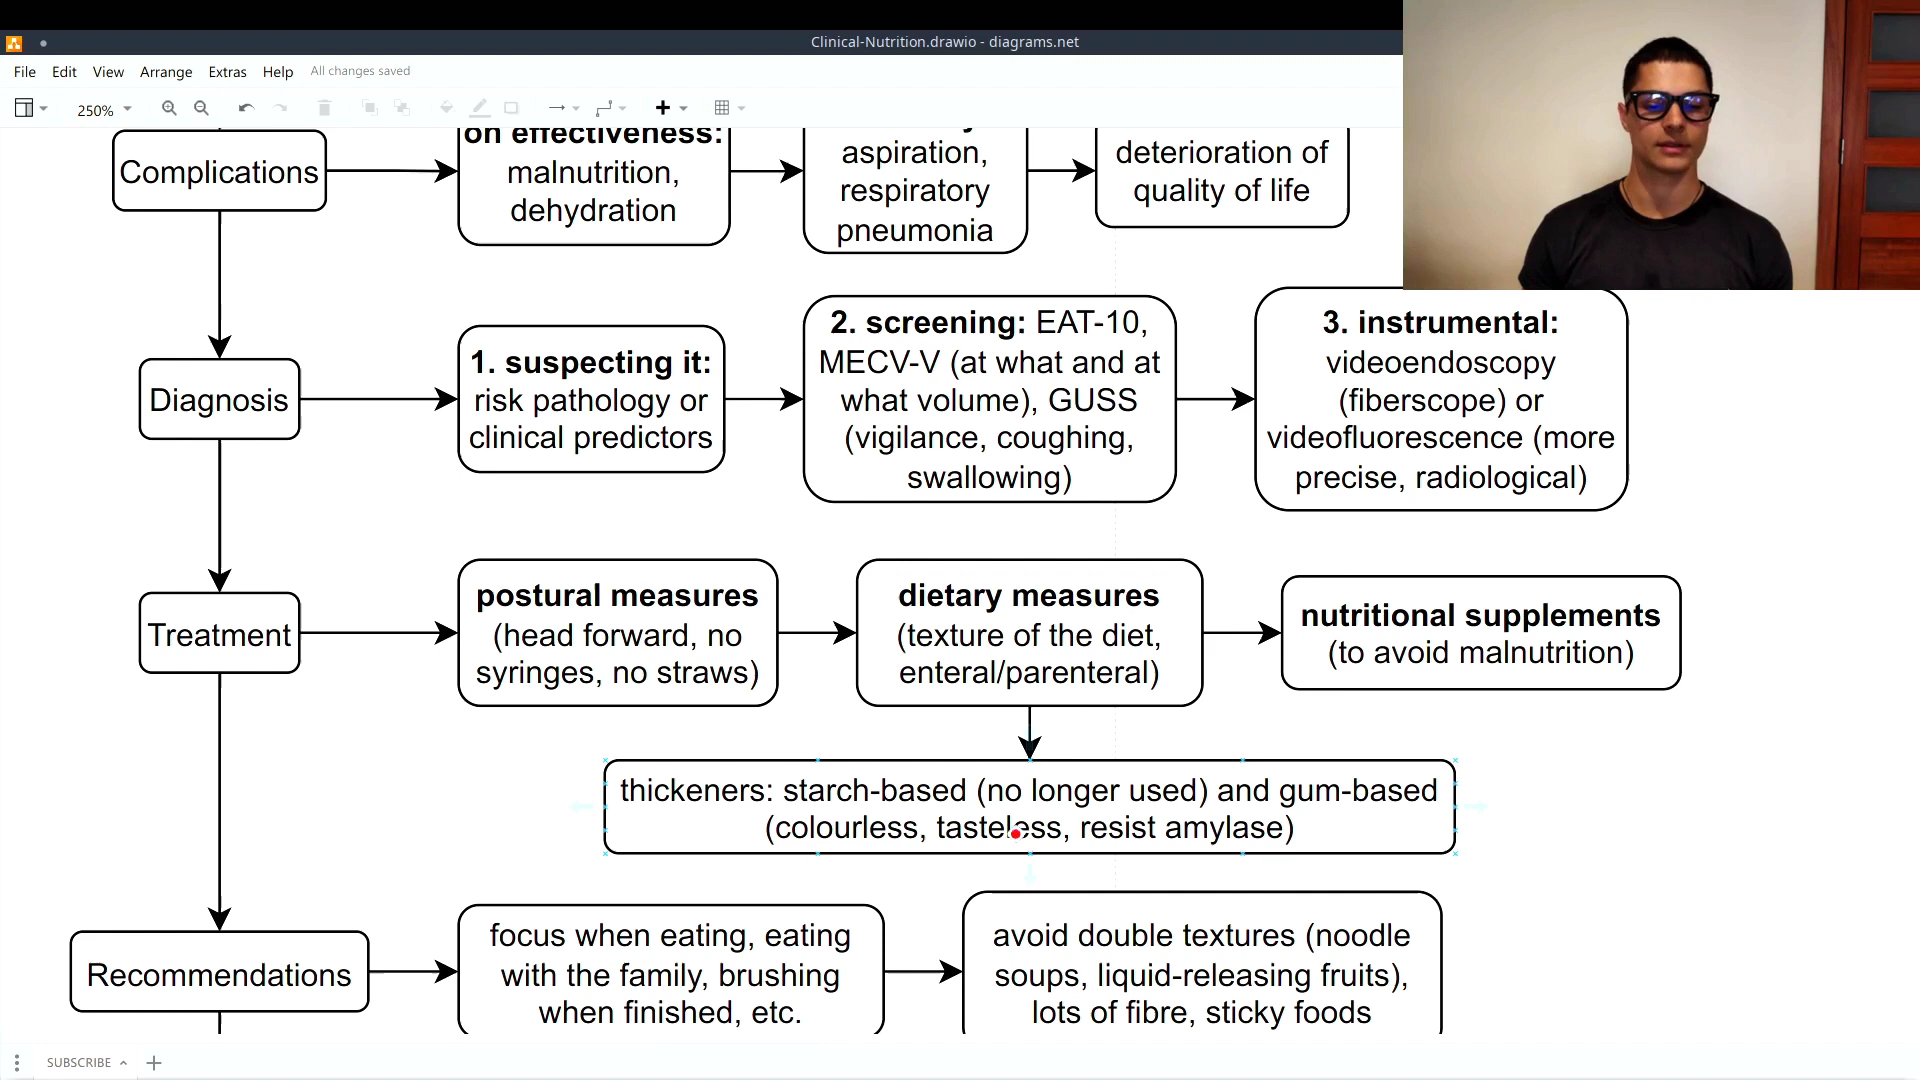 Clinical-Nutrition.drawio - diagrams.net
File Edit View Arrange Extras Help All changes saved
250%
Complications
on effectiveness:
malnutrition,
dehydration
aspiration,
respiratory
pneumonia
deterioration of
quality of life
Diagnosis
1. suspecting it:
risk pathology or
clinical predictors
2. screening: EAT-10,
MECV-V (at what and at
what volume), GUSS
(vigilance, coughing,
swallowing)
3. instrumental:
videoendoscopy
(fiberscope) or
videofluorescence (more
precise, radiological)
Treatment
postural measures
(head forward, no
syringes, no straws)
dietary measures
(texture of the diet,
enteral/parenteral)
nutritional supplements
(to avoid malnutrition)
thickeners: starch-based (no longer used) and gum-based
(colourless, tasteless, resist amylase)
Recommendations
focus when eating, eating
with the family, brushing
when finished, etc.
avoid double textures (noodle
soups, liquid-releasing fruits),
lots of fibre, sticky foods
SUBSCRIBE